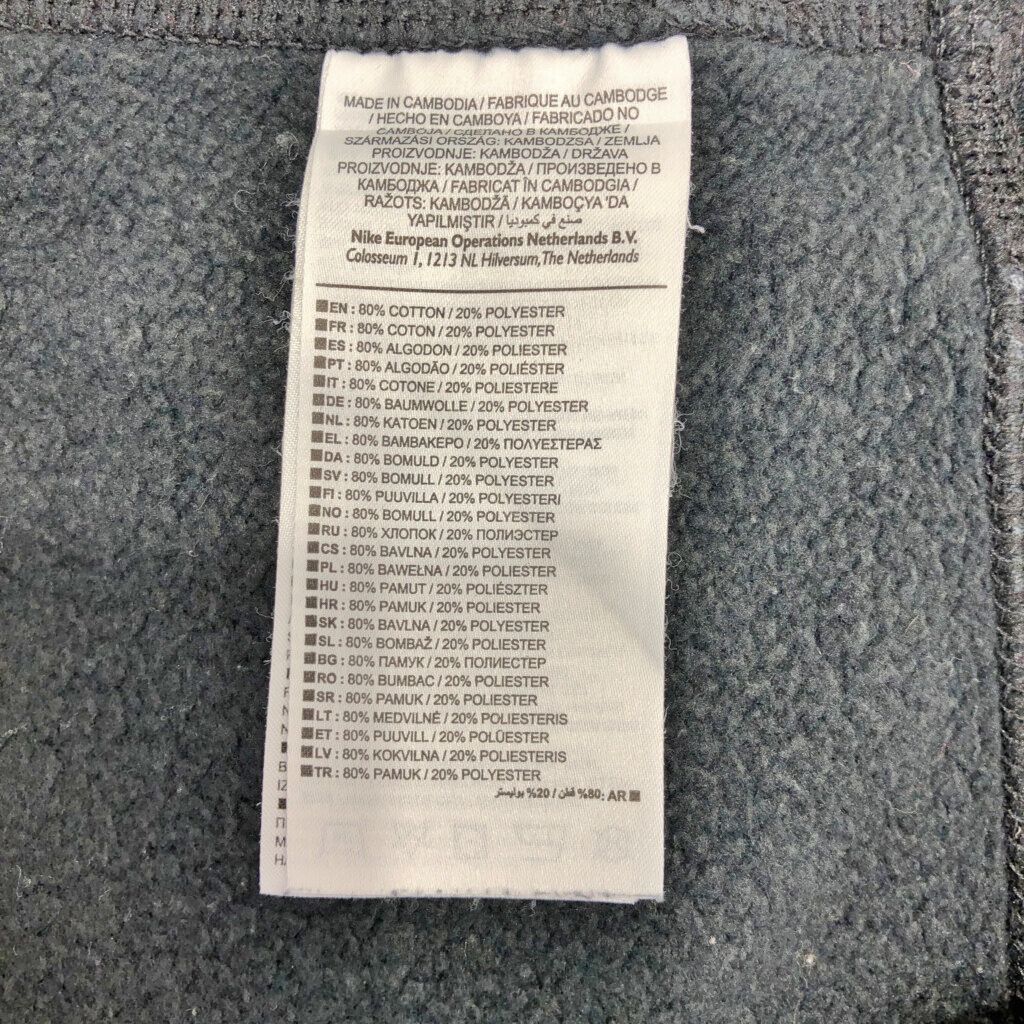 MADE IN CAMBODIA / FABRIQUE AU CAMBODGE
/ HECHO EN CAMBOYA / FABRICADO NO
CAMBOJA / СДЕЛАНО В КАМБОДЖЕ /
SZÁRMAZÁSI ORSZÁG: KAMBODZSA / ZEMLJA
PROIZVODNJE: KAMBODŽA / DRŽAVA
PROIZVODNJE: KAMBODŽA / ПРОИЗВЕДЕНО В
КАМБОДЖА / FABRICAT ÎN CAMBODGIA /
RAŽOTS: KAMBODŽĀ / KAMBOÇYA 'DA
YAPILMIŞTIR / صنع في كمبوديا
Nike European Operations Netherlands B.V.
Colosseum 1, 1213 NL Hilversum, The Netherlands
EN : 80% COTTON / 20% POLYESTER
FR : 80% COTON / 20% POLYESTER
ES : 80% ALGODON / 20% POLIESTER
PT : 80% ALGODÃO / 20% POLIÉSTER
IT : 80% COTONE / 20% POLIESTERE
DE : 80% BAUMWOLLE / 20% POLYESTER
NL : 80% KATOEN / 20% POLYESTER
EL : 80% ΒΑΜΒΑΚΕΡΟ / 20% ΠΟΛΥΕΣΤΕΡΑΣ
DA : 80% BOMULD / 20% POLYESTER
SV : 80% BOMULL / 20% POLYESTER
FI : 80% PUUVILLA / 20% POLYESTERI
NO : 80% BOMULL / 20% POLYESTER
RU : 80% ХЛОПОК / 20% ПОЛИЭСТЕР
CS : 80% BAVLNA / 20% POLYESTER
PL : 80% BAWEŁNA / 20% POLYESTER
HU : 80% PAMUT / 20% POLIÉSZTER
HR : 80% PAMUK / 20% POLIESTER
SK : 80% BAVLNA / 20% POLYESTER
SL : 80% BOMBAŽ / 20% POLIESTER
BG : 80% ПАМУК / 20% ПОЛИЕСТЕР
RO : 80% BUMBAC / 20% POLIESTER
SR : 80% PAMUK / 20% POLIESTER
LT : 80% MEDVILNĖ / 20% POLIESTERIS
ET : 80% PUUVILL / 20% POLÜESTER
LV : 80% KOKVILNA / 20% POLIESTERIS
TR : 80% PAMUK / 20% POLYESTER
AR :80% قطن / 20% بوليستر